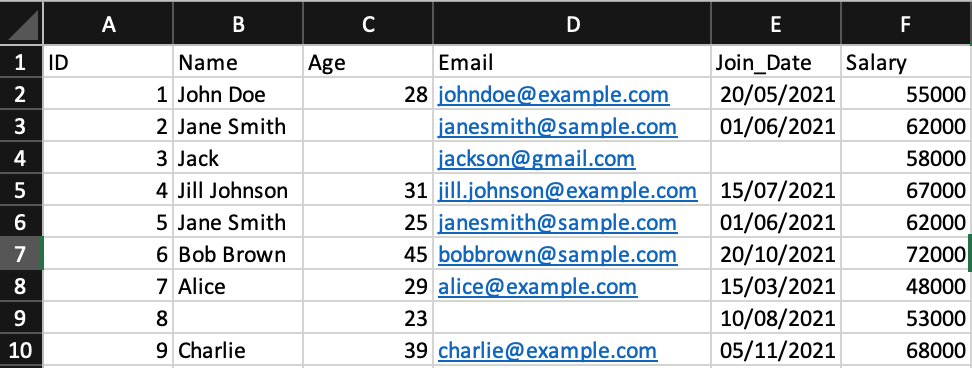 A B C D E F
1 ID Name Age Email Join_Date Salary
2 1 John Doe 28 johndoe@example.com 20/05/2021 55000
3 2 Jane Smith janesmith@sample.com 01/06/2021 62000
4 3 Jack jackson@gmail.com 58000
5 4 Jill Johnson 31 jill.johnson@example.com 15/07/2021 67000
6 5 Jane Smith 25 janesmith@sample.com 01/06/2021 62000
7 6 Bob Brown 45 bobbrown@sample.com 20/10/2021 72000
8 7 Alice 29 alice@example.com 15/03/2021 48000
9 8 23 10/08/2021 53000
10 9 Charlie 39 charlie@example.com 05/11/2021 68000